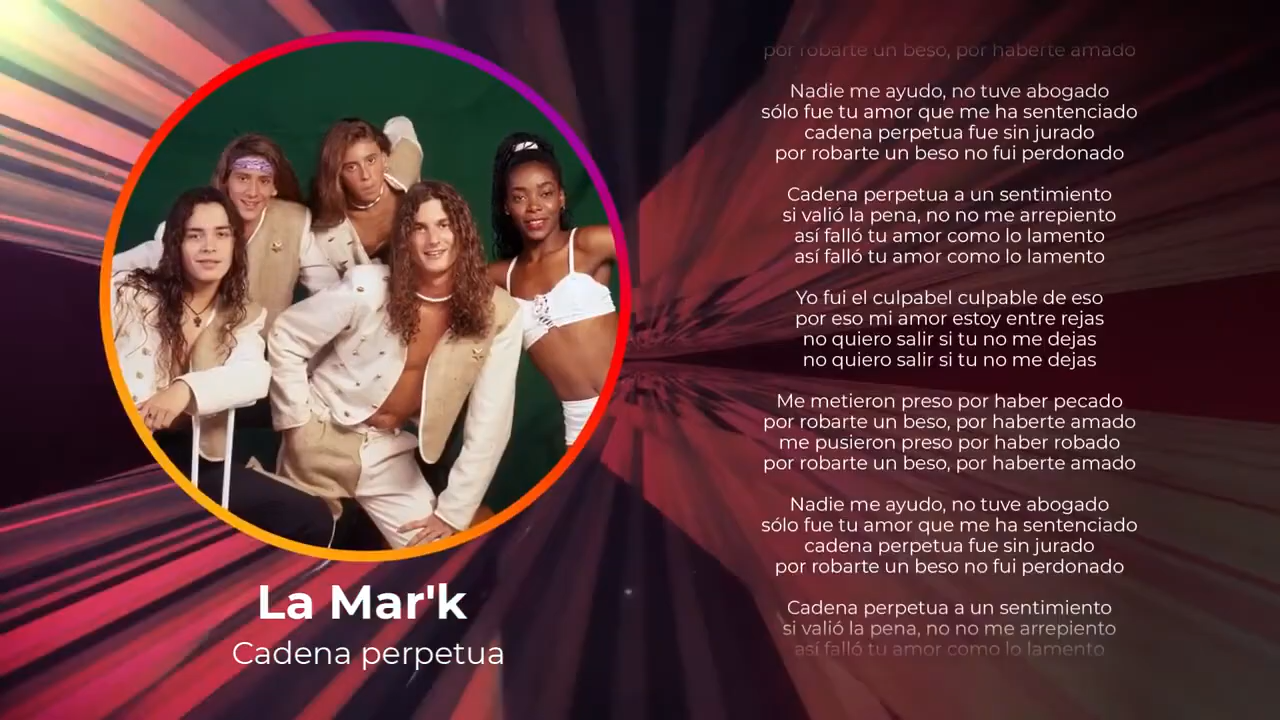 La Mar'k
Cadena perpetua
por robarte un beso, por haberte amado
Nadie me ayudo, no tuve abogado
sólo fue tu amor que me ha sentenciado
cadena perpetua fue sin jurado
por robarte un beso no fui perdonado
Cadena perpetua a un sentimiento
si valió la pena, no no me arrepiento
así falló tu amor como lo lamento
así falló tu amor como lo lamento
Yo fui el culpabel culpable de eso
por eso mi amor estoy entre rejas
no quiero salir si tu no me dejas
no quiero salir si tu no me dejas
Me metieron preso por haber pecado
por robarte un beso, por haberte amado
me pusieron preso por haber robado
por robarte un beso, por haberte amado
Nadie me ayudo, no tuve abogado
sólo fue tu amor que me ha sentenciado
cadena perpetua fue sin jurado
por robarte un beso no fui perdonado
Cadena perpetua a un sentimiento
si valió la pena, no no me arrepiento
así falló tu amor como lo lamento